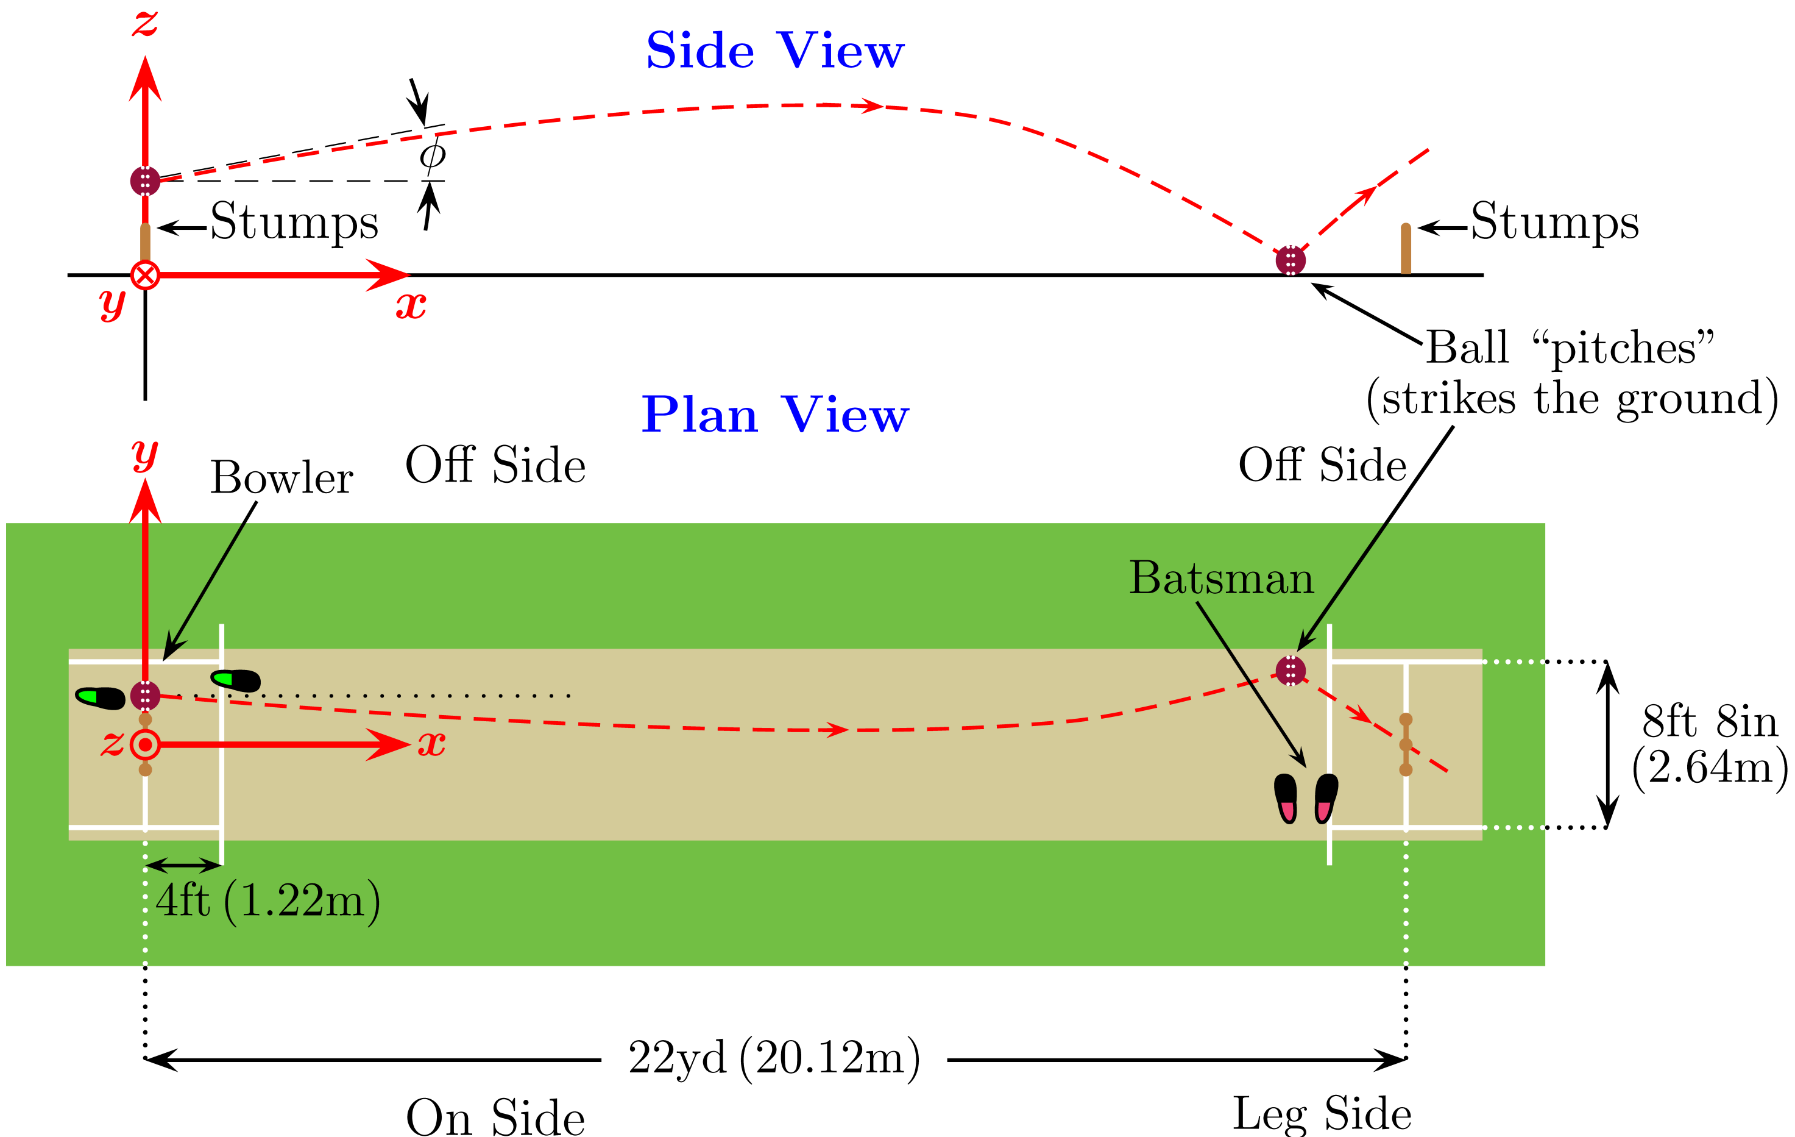 z
Side View
ϕ
Stumps
Stumps
y
x
Ball “pitches”
(strikes the ground)
Plan View
y
Off Side
Off Side
Bowler
Batsman
z
x
8ft 8in
(2.64m)
4ft (1.22m)
22yd (20.12m)
On Side
Leg Side